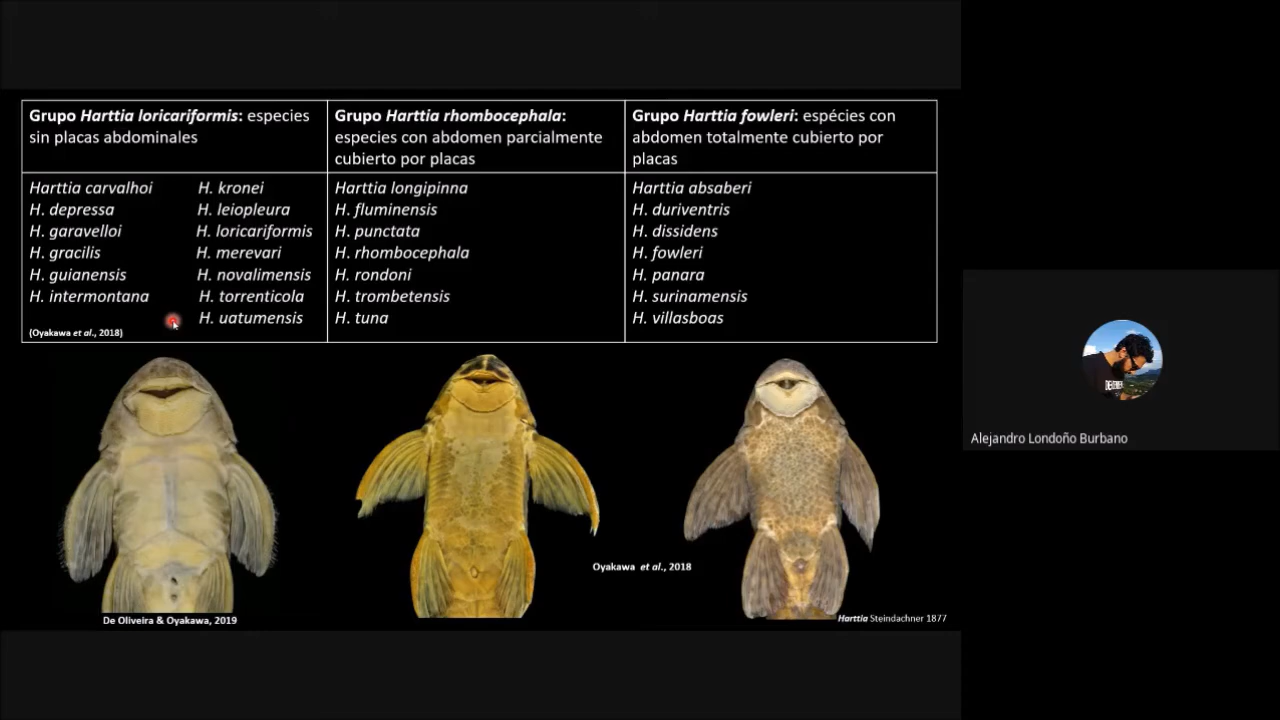 Grupo Harttia loricariformis: especies
sin placas abdominales
Grupo Harttia rhombocephala:
especies con abdomen parcialmente
cubierto por placas
Grupo Harttia fowleri: espécies con
abdomen totalmente cubierto por
placas
Harttia carvalhoi
H. depressa
H. garavelloi
H. gracilis
H. guianensis
H. intermontana
(Oyakawa et al., 2018)
H. kronei
H. leiopleura
H. loricariformis
H. merevari
H. novalimensis
H. torrenticola
H. uatumensis
Harttia longipinna
H. fluminensis
H. punctata
H. rhombocephala
H. rondoni
H. trombetensis
H. tuna
Harttia absaberi
H. duriventris
H. dissidens
H. fowleri
H. panara
H. surinamensis
H. villasboas
De Oliveira & Oyakawa, 2019
Oyakawa et al., 2018
Harttia Steindachner 1877
Alejandro Londoño Burbano